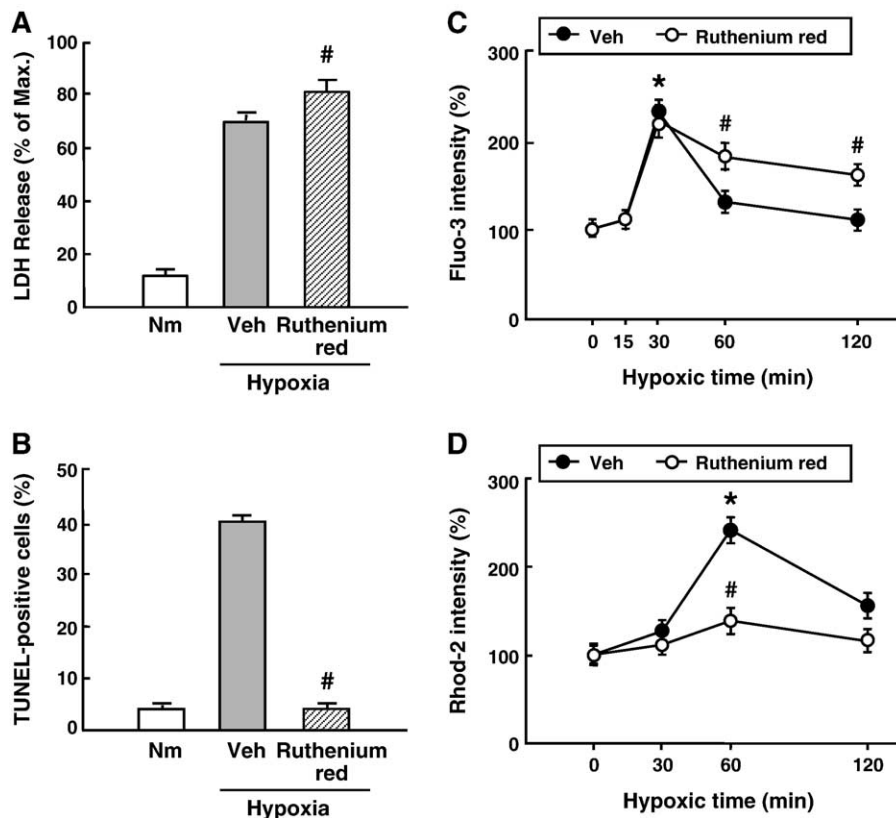 A
LDH Release (% of Max.)
100
80
60
40
20
0
#
Nm
Veh
Ruthenium
red
Hypoxia
B
TUNEL-positive cells (%)
50
40
30
20
10
0
#
Nm
Veh
Ruthenium
red
Hypoxia
C
Veh
Ruthenium red
Fluo-3 intensity (%)
300
200
100
0
*
#
#
0
15
30
60
120
Hypoxic time (min)
D
Veh
Ruthenium red
Rhod-2 intensity (%)
300
200
100
0
*
#
0
30
60
120
Hypoxic time (min)